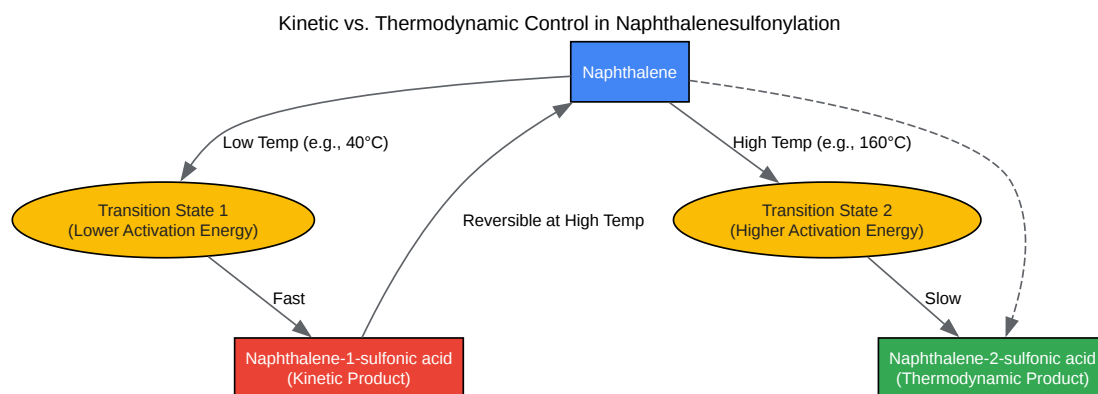 Kinetic vs. Thermodynamic Control in Naphthalenesulfonylation
Naphthalene
Low Temp (e.g., 40°C)
High Temp (e.g., 160°C)
Transition State 1
(Lower Activation Energy)
Reversible at High Temp
Transition State 2
(Higher Activation Energy)
Fast
Slow
Naphthalene-1-sulfonic acid
(Kinetic Product)
Naphthalene-2-sulfonic acid
(Thermodynamic Product)